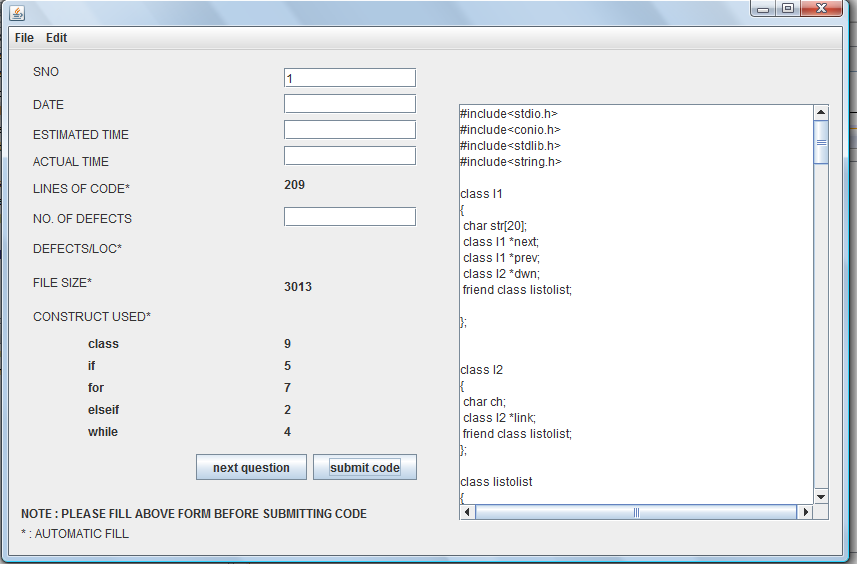 File Edit
SNO 1
DATE
ESTIMATED TIME
ACTUAL TIME
LINES OF CODE* 209
NO. OF DEFECTS
DEFECTS/LOC*
FILE SIZE* 3013
CONSTRUCT USED*
class 9
if 5
for 7
elseif 2
while 4
next question submit code
NOTE : PLEASE FILL ABOVE FORM BEFORE SUBMITTING CODE
* : AUTOMATIC FILL
#include<stdio.h>
#include<conio.h>
#include<stdlib.h>
#include<string.h>
class l1
{
char str[20];
class l1 *next;
class l1 *prev;
class l2 *dwn;
friend class listolist;
};
class l2
{
char ch;
class l2 *link;
friend class listolist;
};
class listolist
{